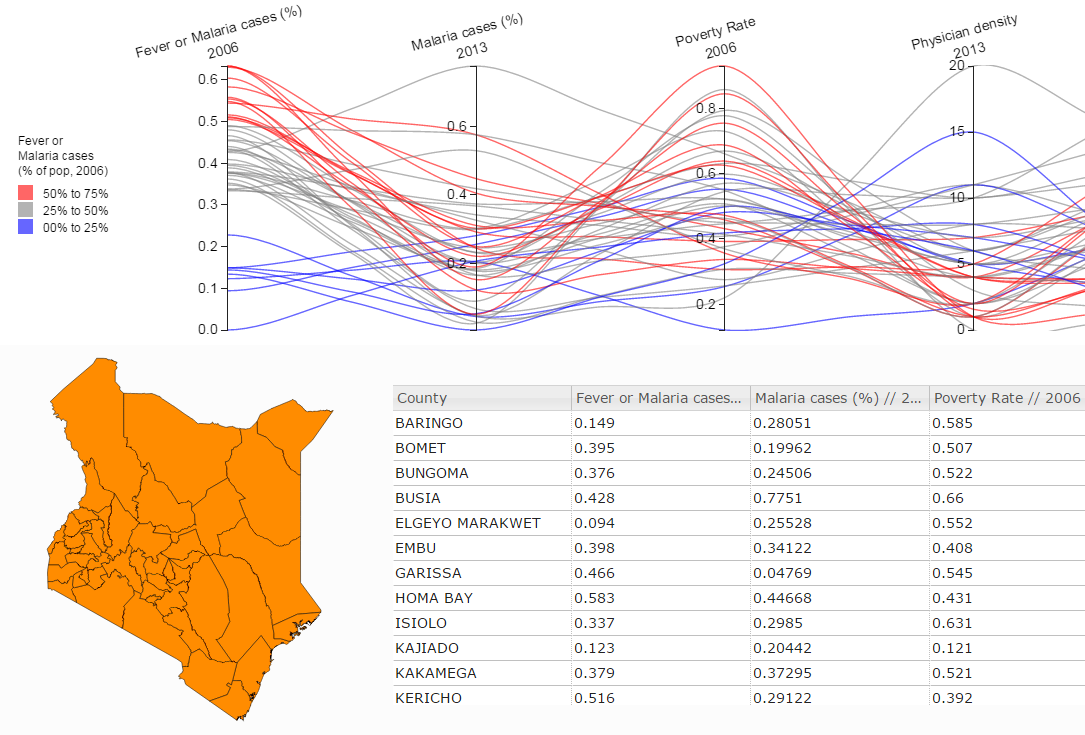 Fever or Malaria cases (%)
2006
Malaria cases (%)
2013
Poverty Rate
2006
Physician density
2013
0.6
0.5
0.4
0.3
0.2
0.1
0.0
0.6
0.4
0.2
0.8
0.6
0.4
0.2
20
15
10
5
0
Fever or
Malaria cases
(% of pop, 2006)
50% to 75%
25% to 50%
00% to 25%
County Fever or Malaria cases... Malaria cases (%) // 2... Poverty Rate // 2006
BARINGO 0.149 0.28051 0.585
BOMET 0.395 0.19962 0.507
BUNGOMA 0.376 0.24506 0.522
BUSIA 0.428 0.7751 0.66
ELGEYO MARAKWET 0.094 0.25528 0.552
EMBU 0.398 0.34122 0.408
GARISSA 0.466 0.04769 0.545
HOMA BAY 0.583 0.44668 0.431
ISIOLO 0.337 0.2985 0.631
KAJIADO 0.123 0.20442 0.121
KAKAMEGA 0.379 0.37295 0.521
KERICHO 0.516 0.29122 0.392